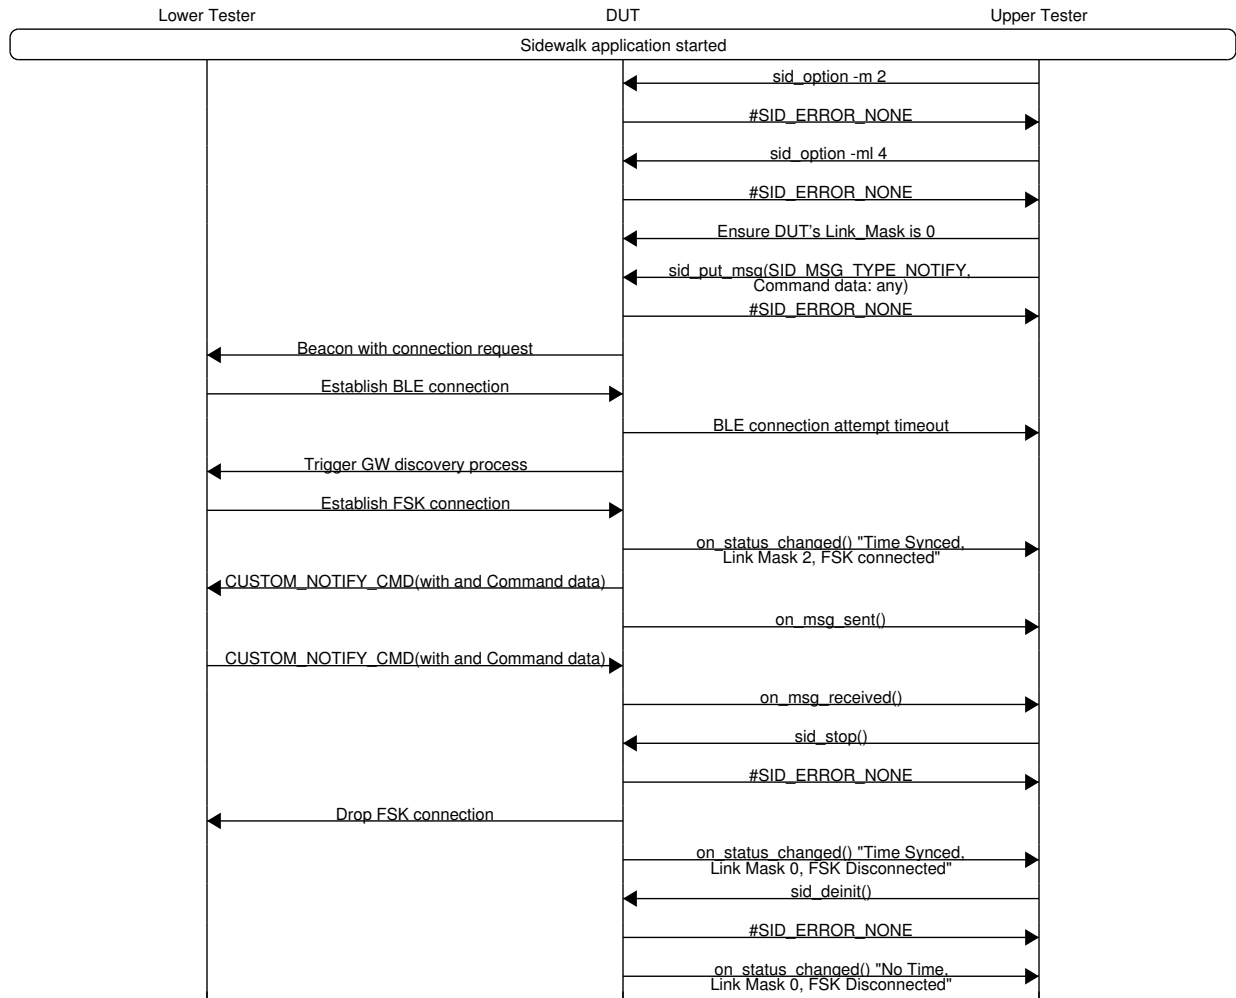 Lower Tester DUT Upper Tester
Sidewalk application started
sid_option -m 2
#SID_ERROR_NONE
sid_option -ml 4
#SID_ERROR_NONE
Ensure DUT's Link_Mask is 0
sid_put_msg(SID_MSG_TYPE_NOTIFY,
Command data: any)
#SID_ERROR_NONE
Beacon with connection request
Establish BLE connection
BLE connection attempt timeout
Trigger GW discovery process
Establish FSK connection
on_status_changed() "Time Synced,
Link Mask 2, FSK connected"
CUSTOM_NOTIFY_CMD(with and Command data)
on_msg_sent()
CUSTOM_NOTIFY_CMD(with and Command data)
on_msg_received()
sid_stop()
#SID_ERROR_NONE
Drop FSK connection
on_status_changed() "Time Synced,
Link Mask 0, FSK Disconnected"
sid_deinit()
#SID_ERROR_NONE
on_status_changed() "No Time,
Link Mask 0, FSK Disconnected"